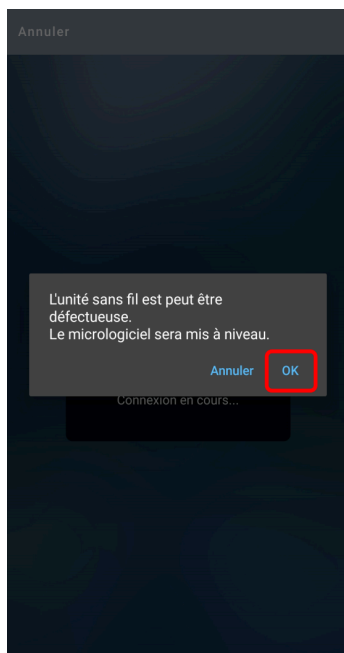 Annuler
L'unité sans fil est peut être
défectueuse.
Le micrologiciel sera mis à niveau.
Annuler OK
Connexion en cours...